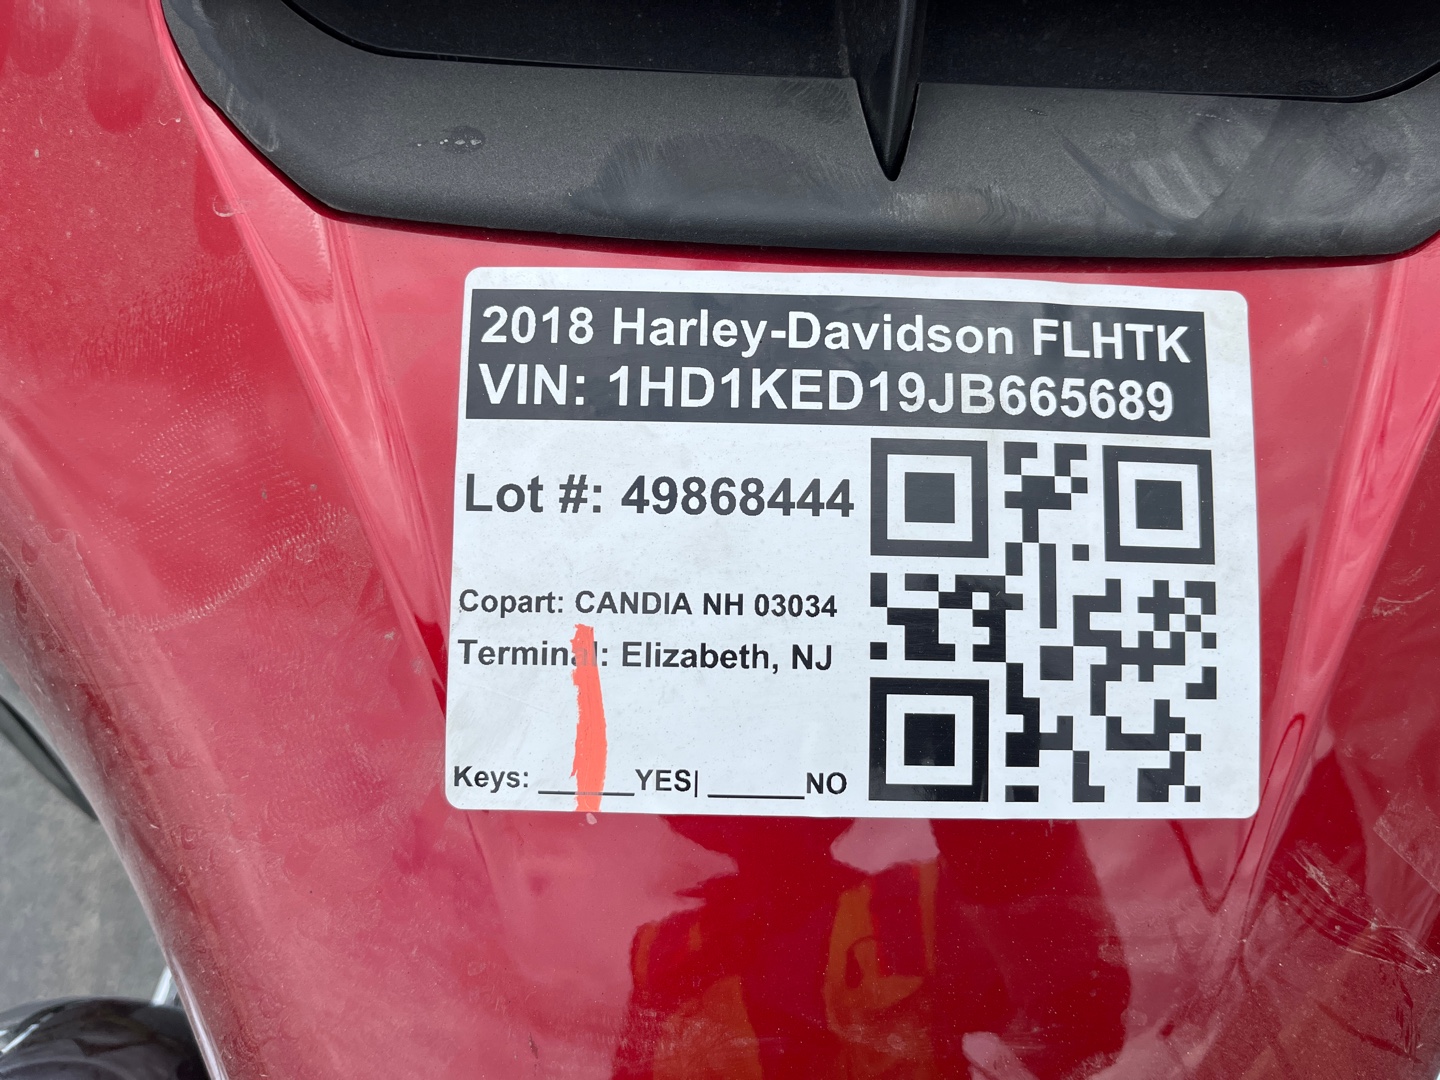 2018 Harley-Davidson FLHTK
VIN: 1HD1KED19JB665689
Lot #: 49868444
Copart: CANDIA NH 03034
Terminal: Elizabeth, NJ
Keys: ______YES| ______NO